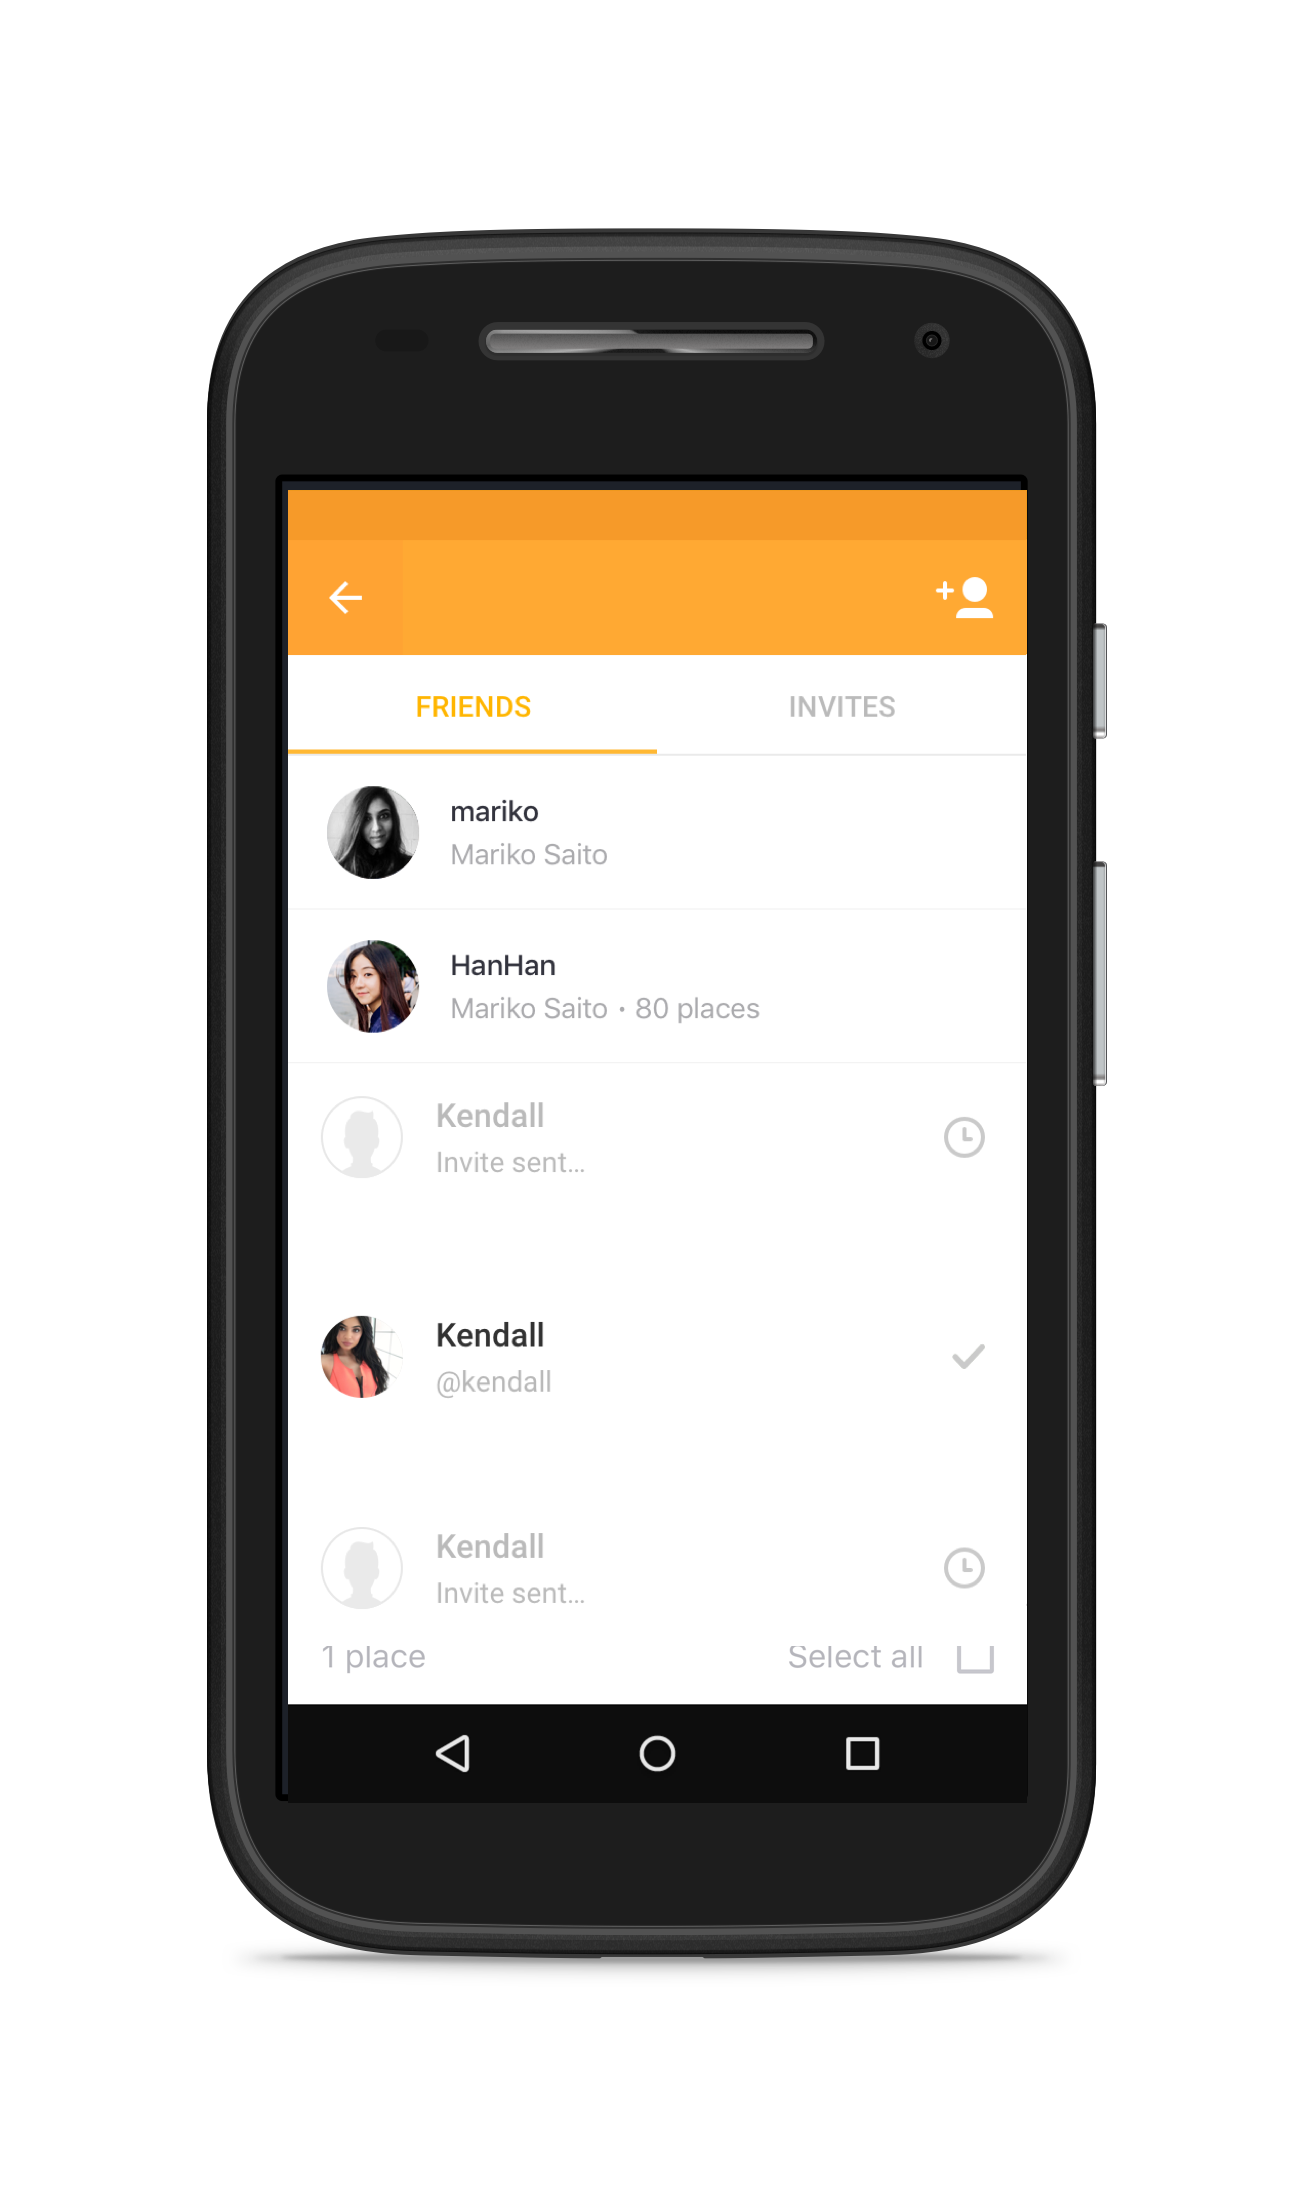 FRIENDS INVITES
mariko
Mariko Saito
HanHan
Mariko Saito • 80 places
Kendall
Invite sent...
Kendall
@kendall
Kendall
Invite sent...
1 place Select all